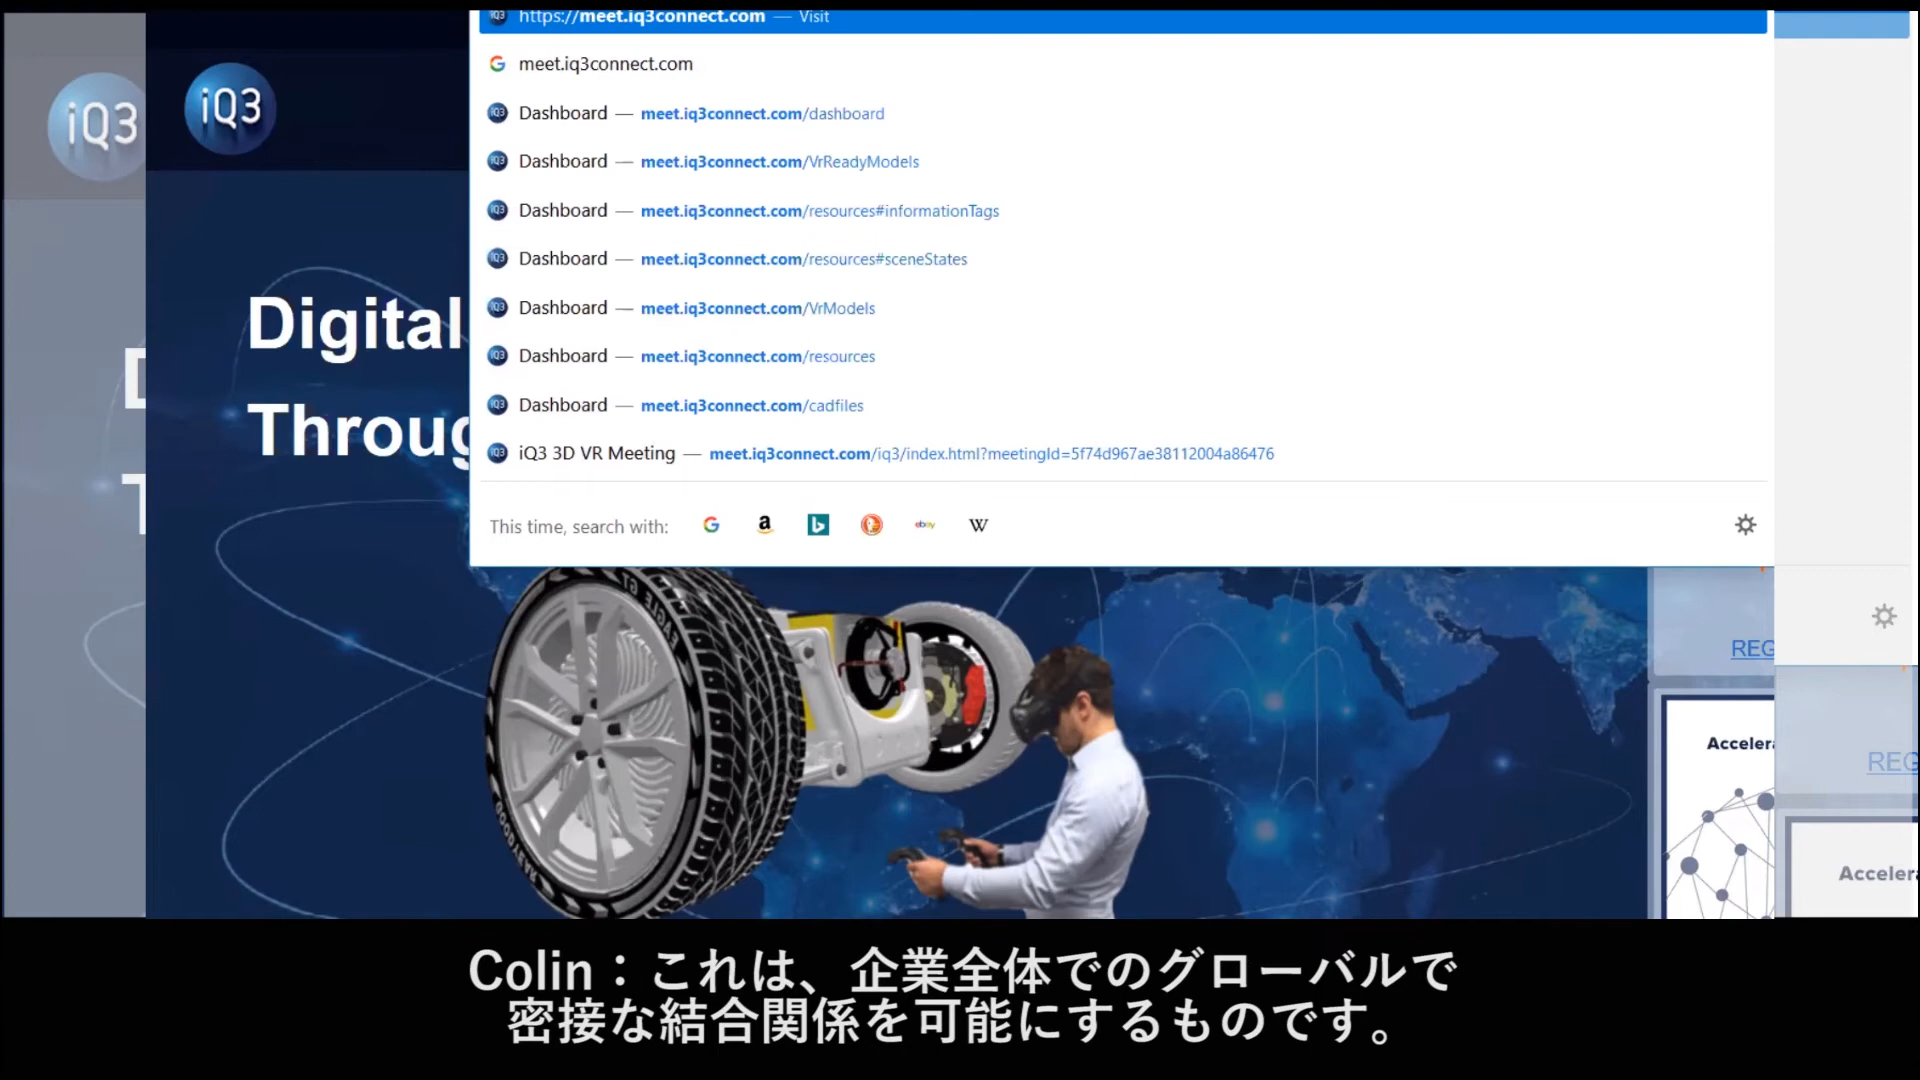 https://meet.iq3connect.com — Visit
meet.iq3connect.com
Dashboard — meet.iq3connect.com/dashboard
Dashboard — meet.iq3connect.com/VrReadyModels
Dashboard — meet.iq3connect.com/resources#informationTags
Dashboard — meet.iq3connect.com/resources#sceneStates
Dashboard — meet.iq3connect.com/VrModels
Dashboard — meet.iq3connect.com/resources
Dashboard — meet.iq3connect.com/cadfiles
iQ3 3D VR Meeting — meet.iq3connect.com/iq3/index.html?meetingId=5f74d967ae38112004a86476
This time, search with:
a
b
ebay
W
iQ3
iQ3
Digital
Throug
D
T
EAGLE GT
REG
REG
Accelera
Accelera
Colin：これは、企業全体でのグローバルで
密接な結合関係を可能にするものです。